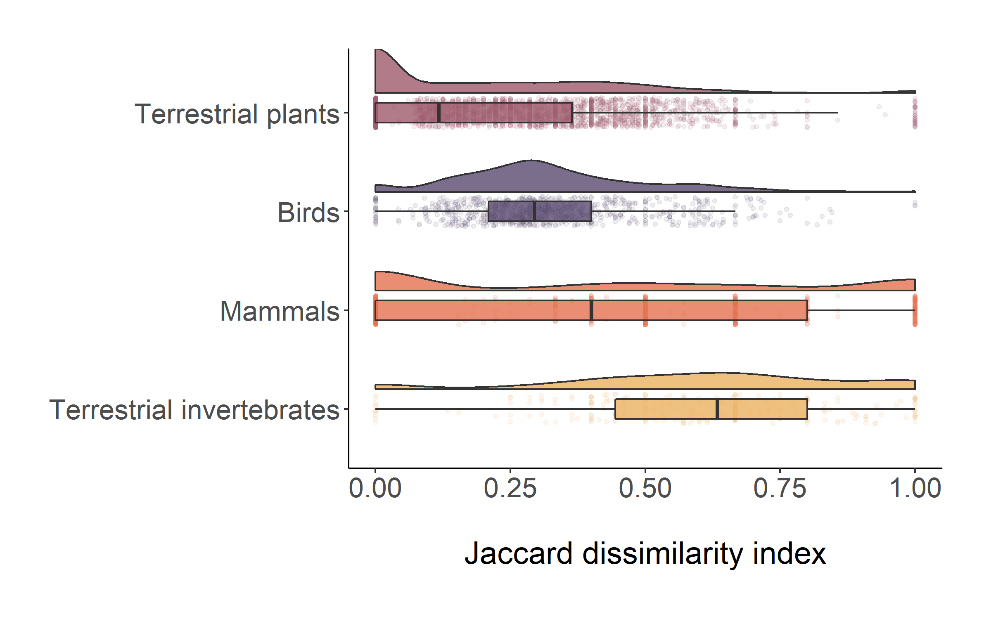 Terrestrial plants
Birds
Mammals
Terrestrial invertebrates
0.00 0.25 0.50 0.75 1.00
Jaccard dissimilarity index